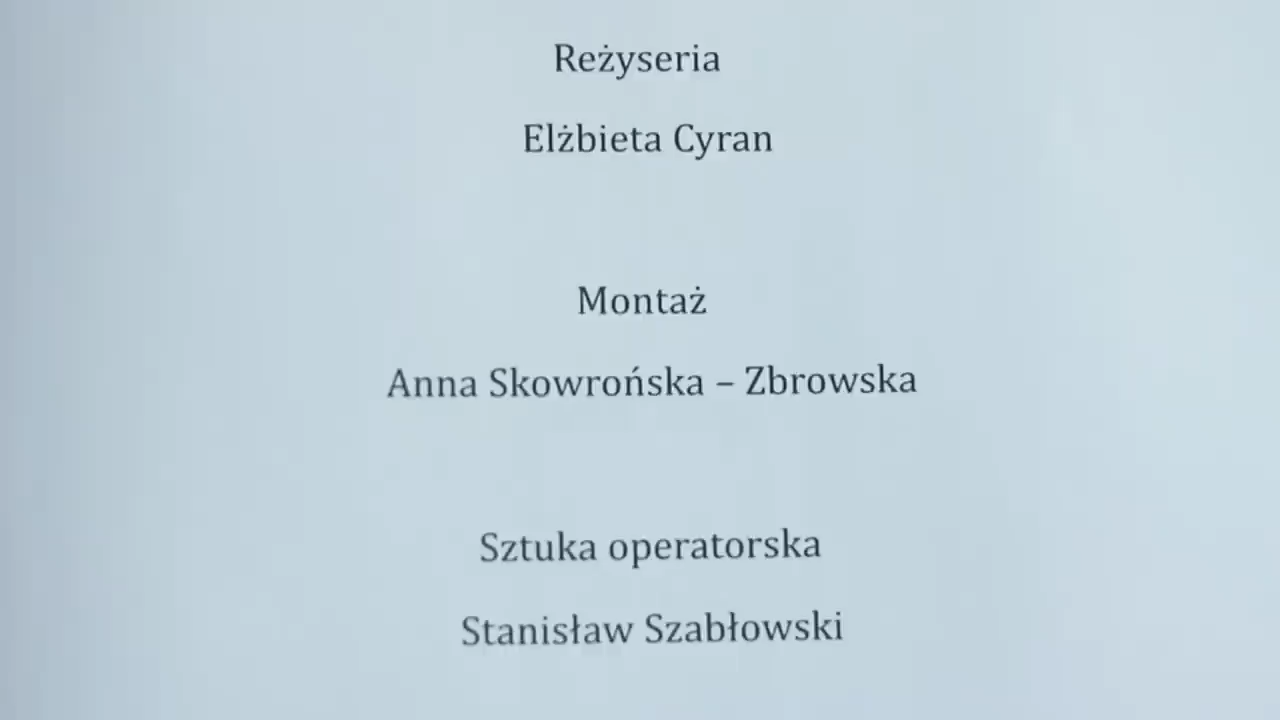 Reżyseria
Elżbieta Cyran
Montaż
Anna Skowrońska – Zbrowska
Sztuka operatorska
Stanisław Szabłowski